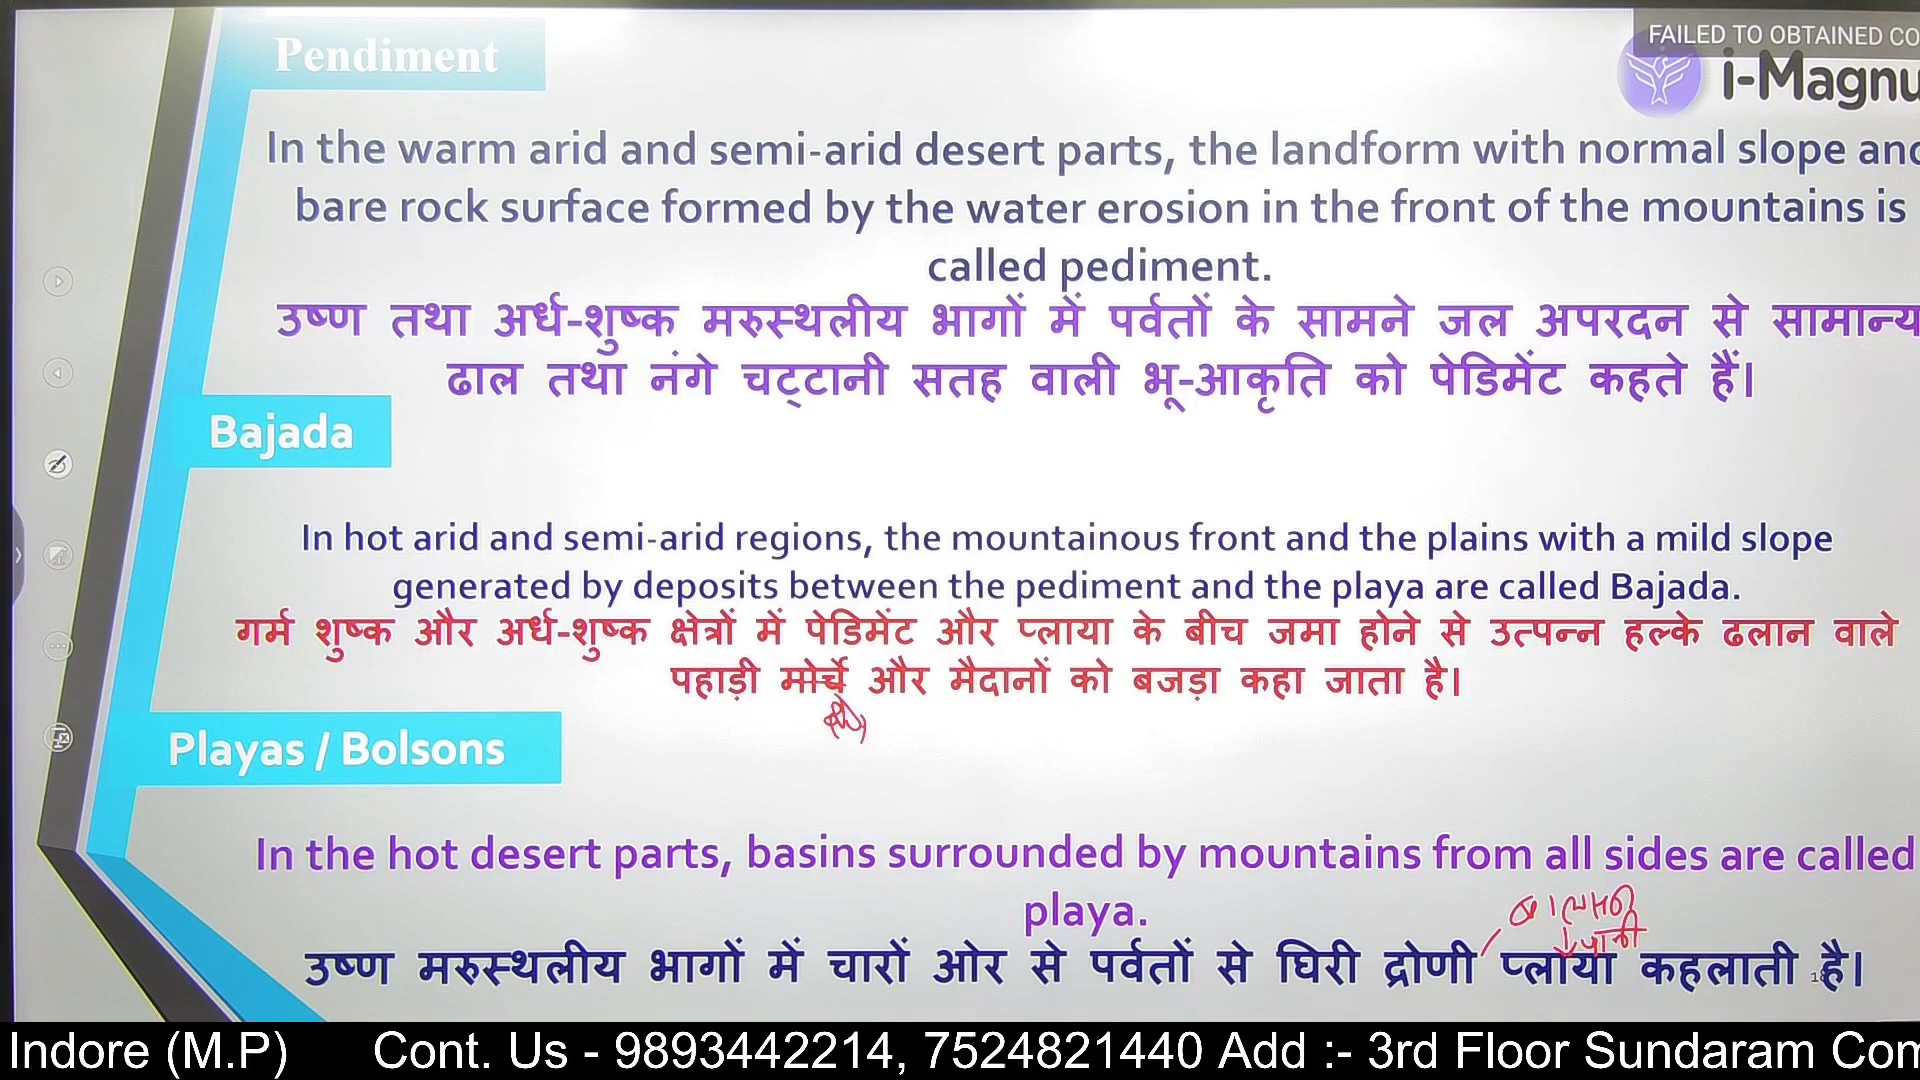 Pendiment
FAILED TO OBTAINED CO
i-Magnu
In the warm arid and semi-arid desert parts, the landform with normal slope and
bare rock surface formed by the water erosion in the front of the mountains is
called pediment.
उष्ण तथा अर्ध-शुष्क मरुस्थलीय भागों में पर्वतों के सामने जल अपरदन से सामान्य
ढाल तथा नंगे चट्टानी सतह वाली भू-आकृति को पेडिमेंट कहते हैं।
Bajada
In hot arid and semi-arid regions, the mountainous front and the plains with a mild slope
generated by deposits between the pediment and the playa are called Bajada.
गर्म शुष्क और अर्ध-शुष्क क्षेत्रों में पेडिमेंट और प्लाया के बीच जमा होने से उत्पन्न हल्के ढलान वाले
पहाड़ी मोर्चे और मैदानों को बजड़ा कहा जाता है।
Playas / Bolsons
In the hot desert parts, basins surrounded by mountains from all sides are called
playa.
उष्ण मरुस्थलीय भागों में चारों ओर से पर्वतों से घिरी द्रोणी प्लाया कहलाती है।
Indore (M.P) Cont. Us - 9893442214, 7524821440 Add :- 3rd Floor Sundaram Com